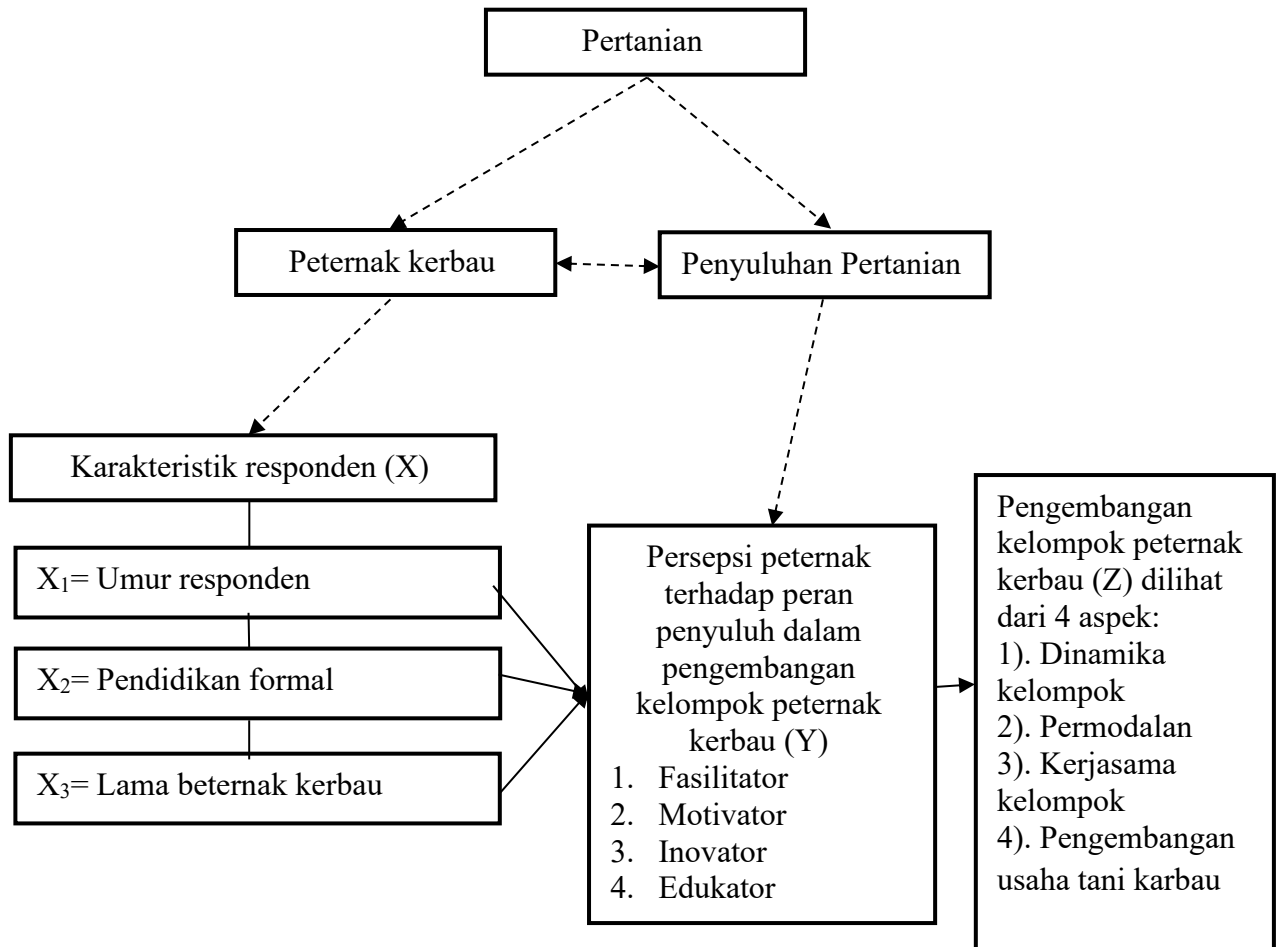 Pertanian
Peternak kerbau
Penyuluhan Pertanian
Karakteristik responden (X)
X₁= Umur responden
X₂= Pendidikan formal
X₃= Lama beternak kerbau
Persepsi peternak
terhadap peran
penyuluh dalam
pengembangan
kelompok peternak
kerbau (Y)
1. Fasilitator
2. Motivator
3. Inovator
4. Edukator
Pengembangan
kelompok peternak
kerbau (Z) dilihat
dari 4 aspek:
1). Dinamika
kelompok
2). Permodalan
3). Kerjasama
kelompok
4). Pengembangan
usaha tani karbau